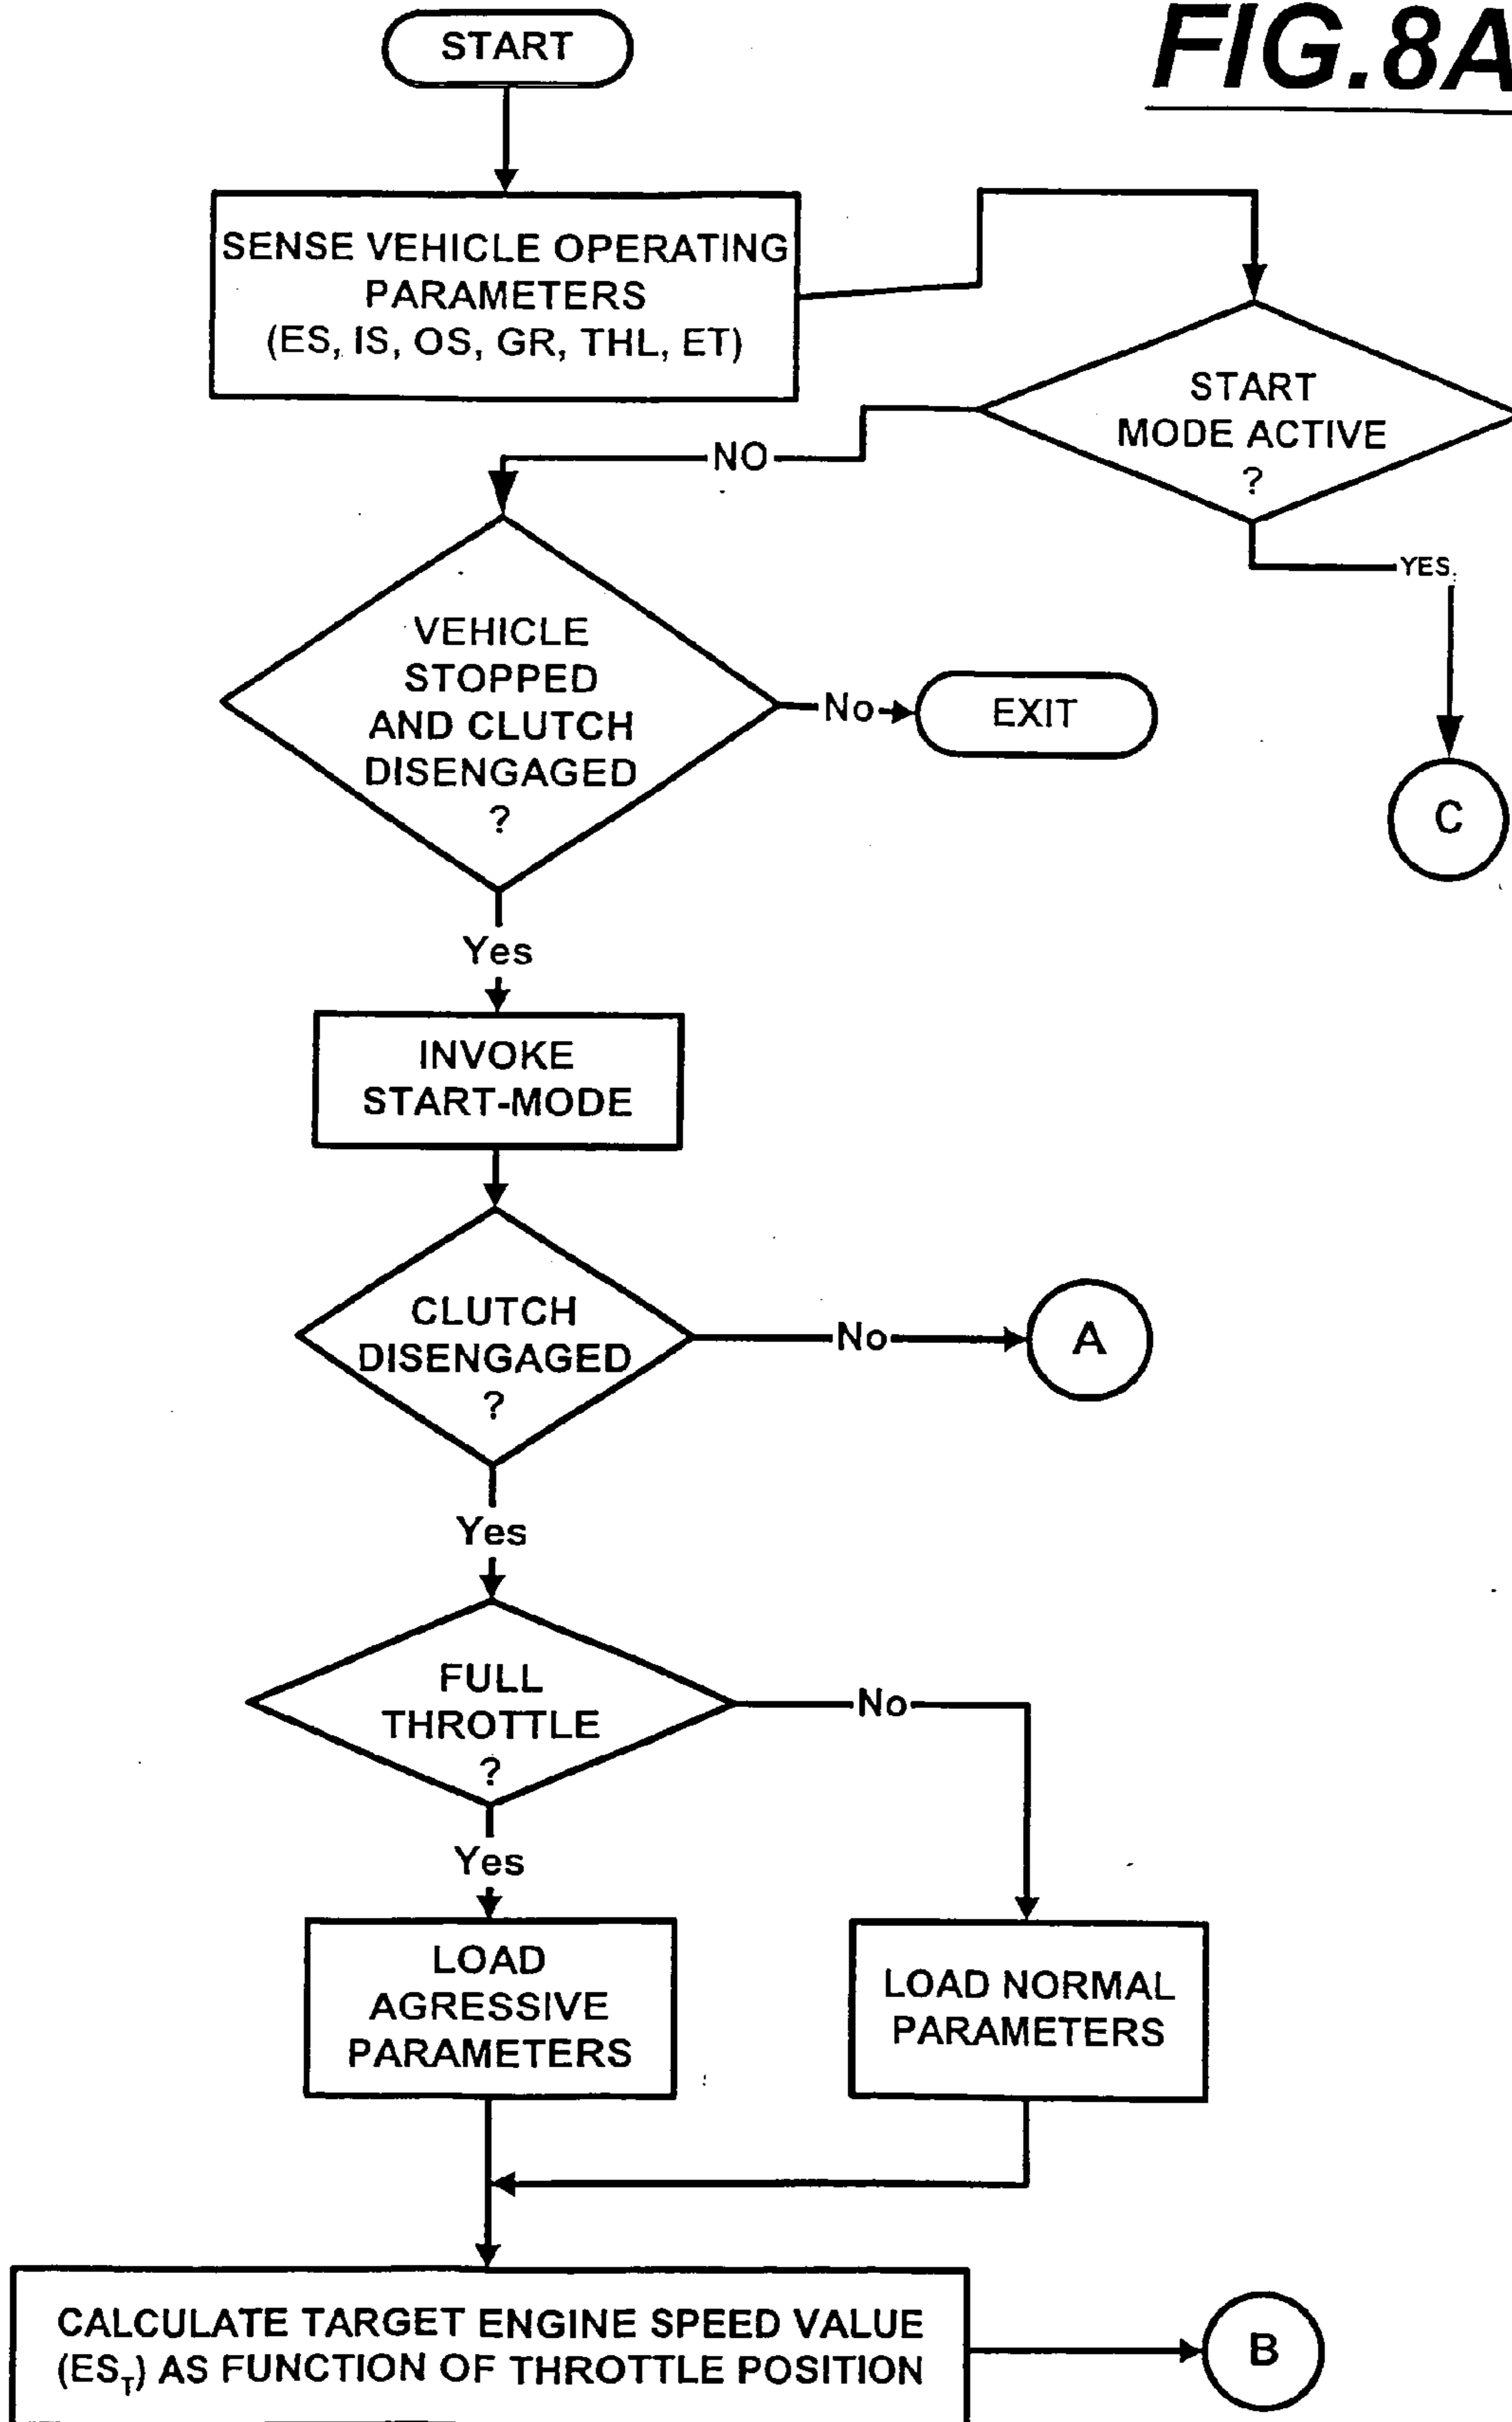 FIG.8A
START
SENSE VEHICLE OPERATING
PARAMETERS
(ES, IS, OS, GR, THL, ET)
START
MODE ACTIVE
?
NO
YES
VEHICLE
STOPPED
AND CLUTCH
DISENGAGED
?
No
EXIT
C
Yes
INVOKE
START-MODE
CLUTCH
DISENGAGED
?
No
A
Yes
FULL
THROTTLE
?
No
Yes
LOAD
AGRESSIVE
PARAMETERS
LOAD NORMAL
PARAMETERS
CALCULATE TARGET ENGINE SPEED VALUE
(ES_T) AS FUNCTION OF THROTTLE POSITION
B